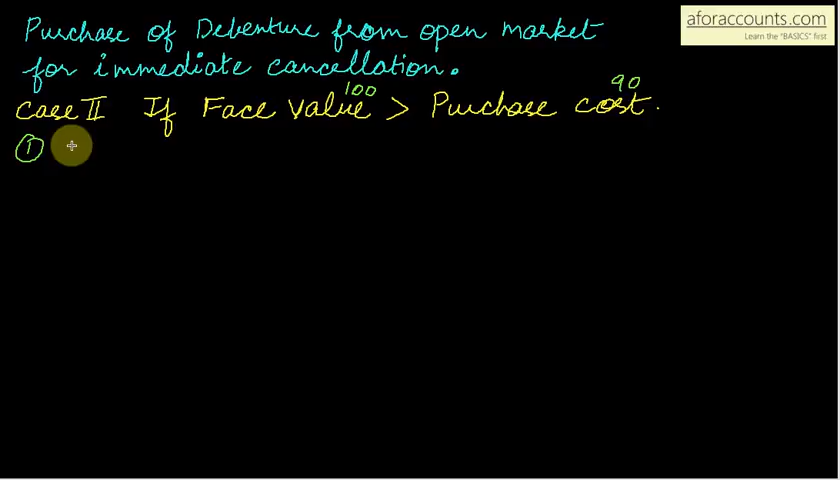 aforaccounts.com
Learn the "BASICS" first
Purchase of Debenture from open market
for immediate cancellation.
100
90
Case II If Face Value > Purchase cost.
1